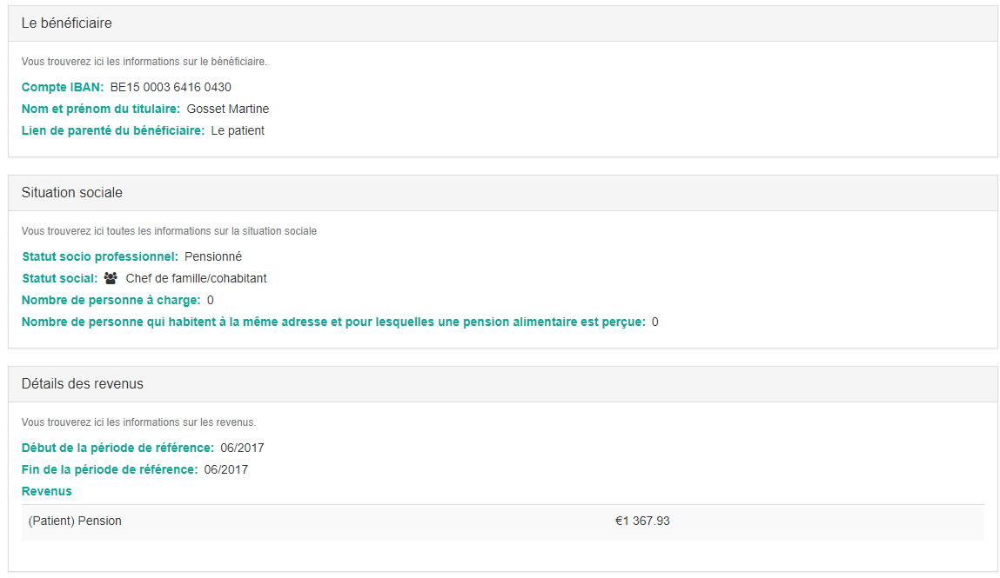 Le bénéficiaire
Vous trouverez ici les informations sur le bénéficiaire.
Compte IBAN: BE15 0003 6416 0430
Nom et prénom du titulaire: Gosset Martine
Lien de parenté du bénéficiaire: Le patient
Situation sociale
Vous trouverez ici toutes les informations sur la situation sociale
Statut socio professionnel: Pensionné
Statut social: Chef de famille/cohabitant
Nombre de personne à charge: 0
Nombre de personne qui habitent à la même adresse et pour lesquelles une pension alimentaire est perçue: 0
Détails des revenus
Vous trouverez ici les informations sur les revenus.
Début de la période de référence: 06/2017
Fin de la période de référence: 06/2017
Revenus
(Patient) Pension €1 367.93